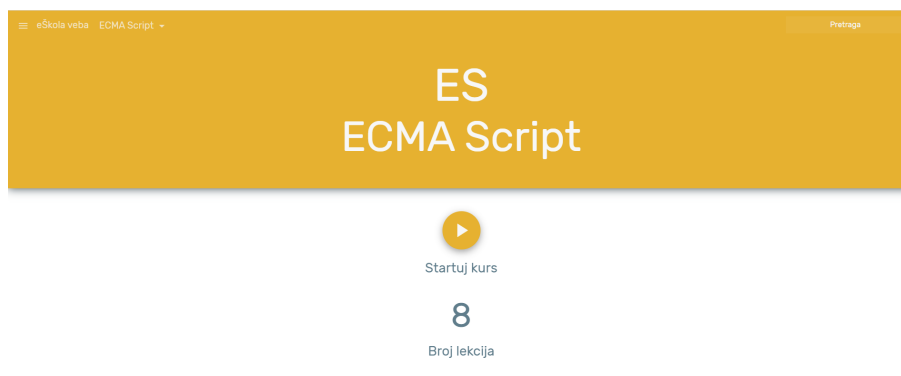 eŠkola veba ECMA Script Pretraga
ES
ECMA Script
Startuj kurs
8
Broj lekcija